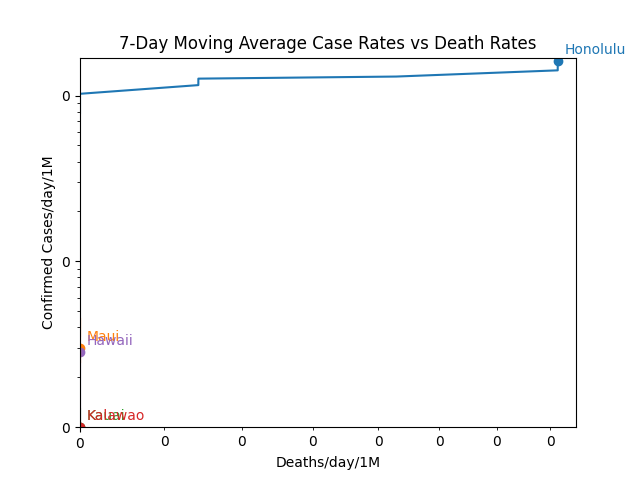 7-Day Moving Average Case Rates vs Death Rates
Honolulu
0
Confirmed Cases/day/1M
0
Maui
Hawaii
Kauai
Kalawao
0
0 0 0 0 0 0 0 0
Deaths/day/1M